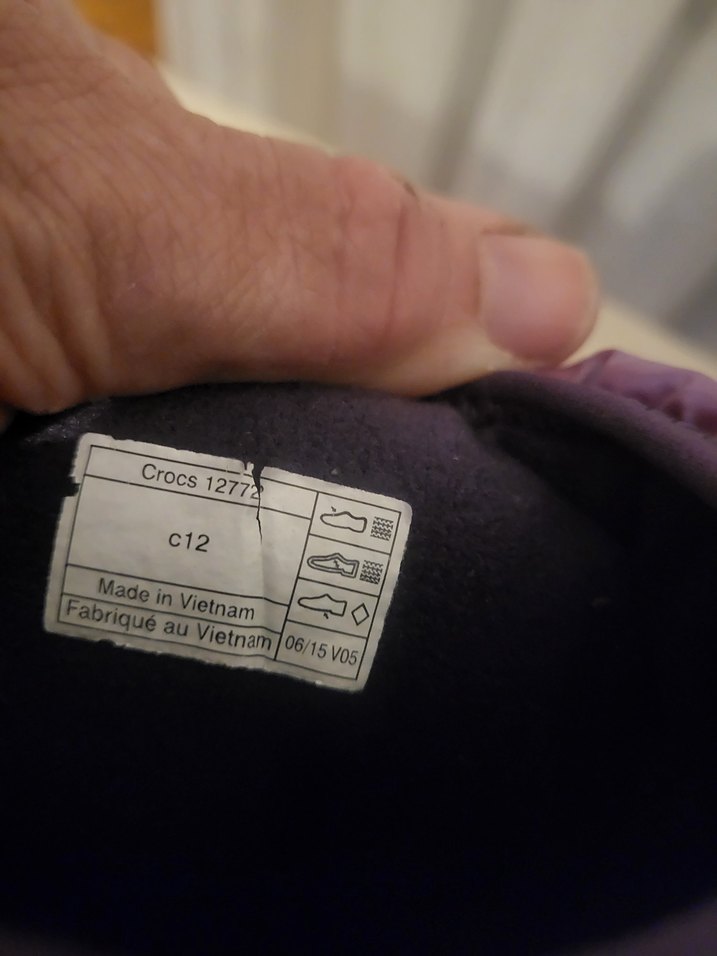 Crocs 12772
c12
Made in Vietnam
Fabriqué au Vietnam
06/15 V05